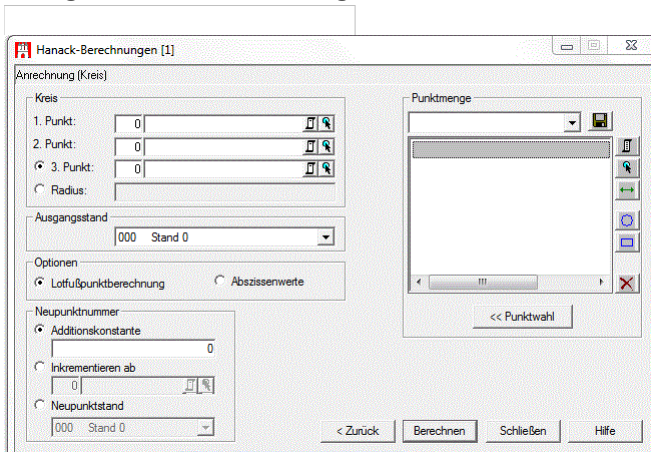 Hanack-Berechnungen [1]
Anrechnung (Kreis)
Kreis
1. Punkt: 0
2. Punkt: 0
3. Punkt: 0
Radius:
Ausgangsstand
000 Stand 0
Optionen
Lotfußpunktberechnung Abszissenwerte
Neupunktnummer
Additionskonstante
0
Inkrementieren ab
0
Neupunktstand
000 Stand 0
Punktmenge
<< Punktwahl
< Zurück Berechnen Schließen Hilfe